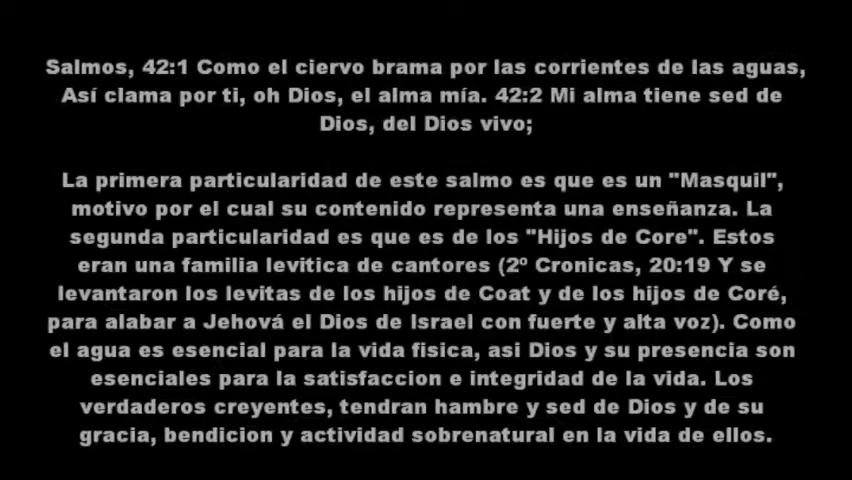 Salmos, 42:1 Como el ciervo brama por las corrientes de las aguas,
Así clama por ti, oh Dios, el alma mía. 42:2 Mi alma tiene sed de
Dios, del Dios vivo;
La primera particularidad de este salmo es que es un "Masquil",
motivo por el cual su contenido representa una enseñanza. La
segunda particularidad es que es de los "Hijos de Core". Estos
eran una familia levitica de cantores (2º Cronicas, 20:19 Y se
levantaron los levitas de los hijos de Coat y de los hijos de Coré,
para alabar a Jehová el Dios de Israel con fuerte y alta voz). Como
el agua es esencial para la vida fisica, asi Dios y su presencia son
esenciales para la satisfaccion e integridad de la vida. Los
verdaderos creyentes, tendran hambre y sed de Dios y de su
gracia, bendicion y actividad sobrenatural en la vida de ellos.